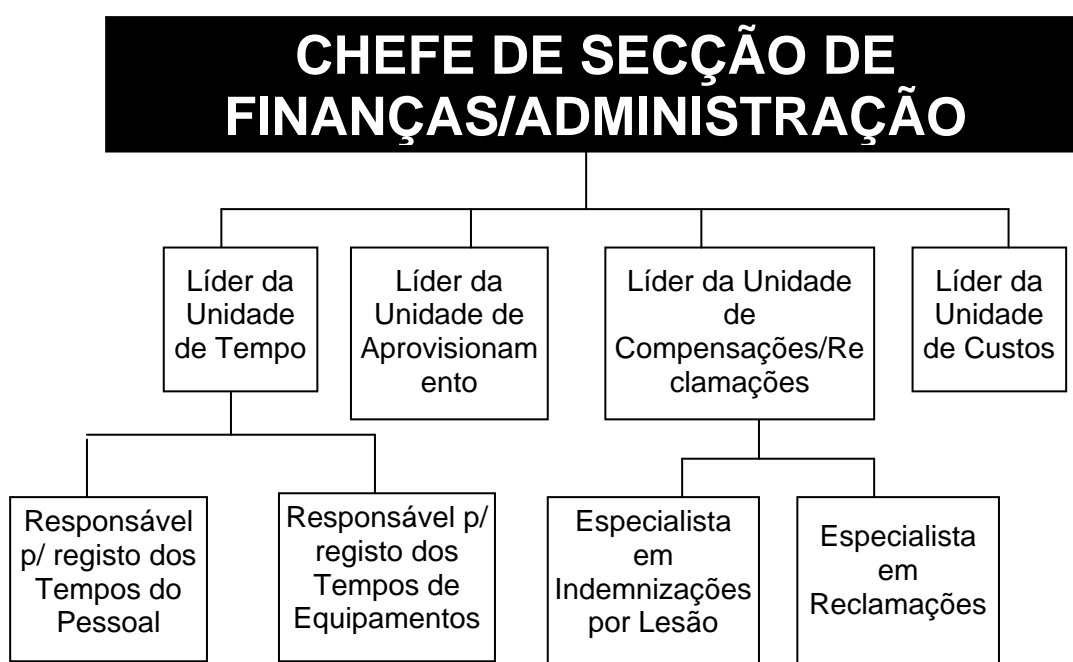 CHEFE DE SECÇÃO DE
FINANÇAS/ADMINISTRAÇÃO
Líder da
Unidade
de Tempo
Líder da
Unidade de
Aprovisionam
ento
Líder da Unidade
de
Compensações/Re
clamações
Líder da
Unidade
de Custos
Responsável
p/ registo dos
Tempos do
Pessoal
Responsável p/
registo dos
Tempos de
Equipamentos
Especialista
em
Indemnizações
por Lesão
Especialista
em
Reclamações